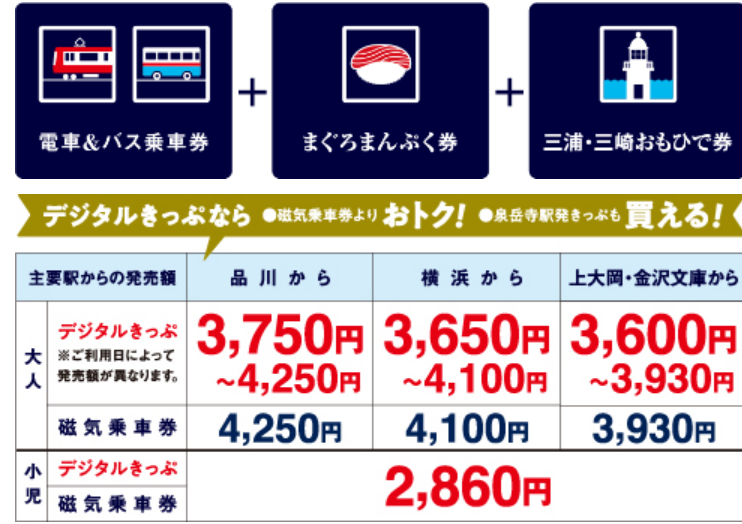 電車&バス乗車券
+
まぐろまんぷく券
+
三浦・三崎おもひで券
デジタルきっぷなら ●磁気乗車券より おトク! ●泉岳寺駅発きっぷも 買える!
主要駅からの発売額 品川から 横浜から 上大岡・金沢文庫から
大人
デジタルきっぷ
※ご利用日によって
発売額が異なります。
3,750円 3,650円 3,600円
~4,250円 ~4,100円 ~3,930円
磁気乗車券 4,250円 4,100円 3,930円
小児
デジタルきっぷ
磁気乗車券
2,860円